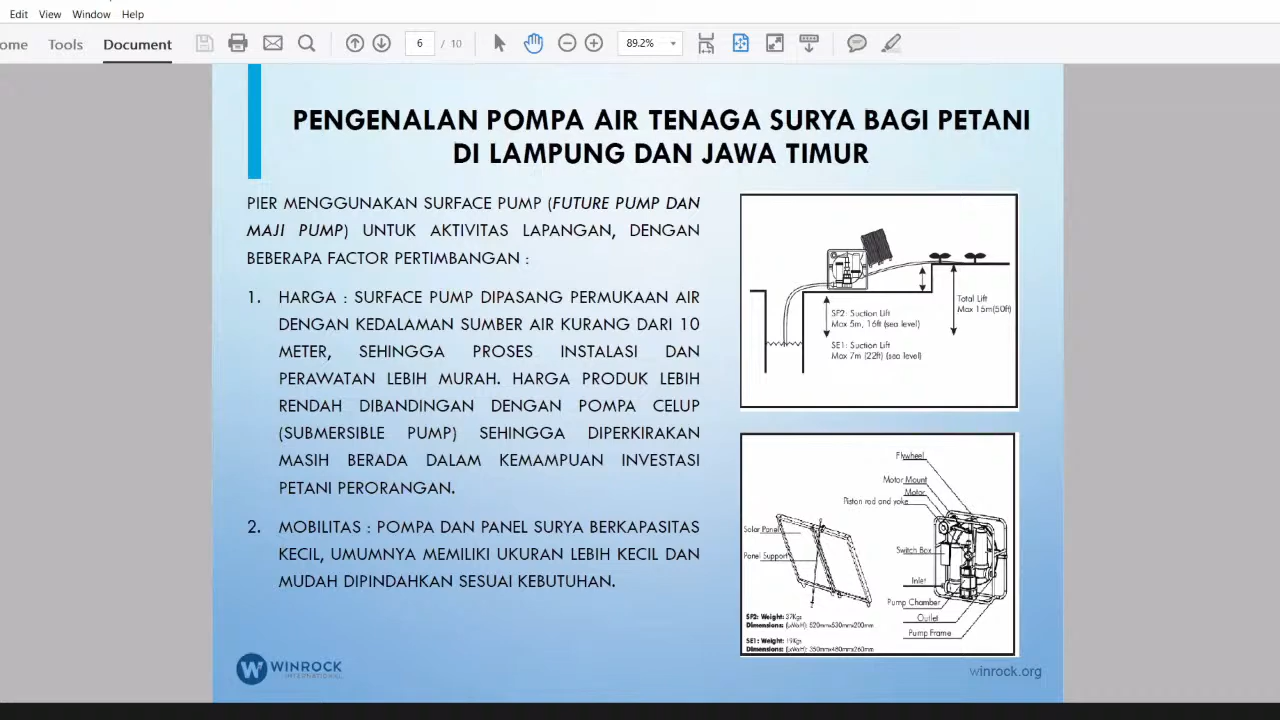 Edit View Window Help
ome Tools Document 6 / 10 89.2%
PENGENALAN POMPA AIR TENAGA SURYA BAGI PETANI
DI LAMPUNG DAN JAWA TIMUR
PIER MENGGUNAKAN SURFACE PUMP (FUTURE PUMP DAN
MAJI PUMP) UNTUK AKTIVITAS LAPANGAN, DENGAN
BEBERAPA FACTOR PERTIMBANGAN :
1. HARGA : SURFACE PUMP DIPASANG PERMUKAAN AIR
DENGAN KEDALAMAN SUMBER AIR KURANG DARI 10
METER, SEHINGGA PROSES INSTALASI DAN
PERAWATAN LEBIH MURAH. HARGA PRODUK LEBIH
RENDAH DIBANDINGAN DENGAN POMPA CELUP
(SUBMERSIBLE PUMP) SEHINGGA DIPERKIRAKAN
MASIH BERADA DALAM KEMAMPUAN INVESTASI
PETANI PERORANGAN.
2. MOBILITAS : POMPA DAN PANEL SURYA BERKAPASITAS
KECIL, UMUMNYA MEMILIKI UKURAN LEBIH KECIL DAN
MUDAH DIPINDAHKAN SESUAI KEBUTUHAN.
Total Lift
Max 15m(50ft)
SF2: Suction Lift
Max 5m, 16ft (sea level)
SE1: Suction Lift
Max 7m (22ft) (sea level)
Flywheel
Motor Mount
Motor
Piston rod and yoke
Solar Panel
Panel Support
Switch Box
Inlet
Pump Chamber
Outlet
Pump Frame
SF2: Weight: 37Kgs
Dimensions: (LxWxH): 520mmx530mmx200mm
SE1: Weight: 19Kgs
Dimensions: (LxWxH): 350mmx480mmx260mm
WINROCK
INTERNATIONAL
winrock.org